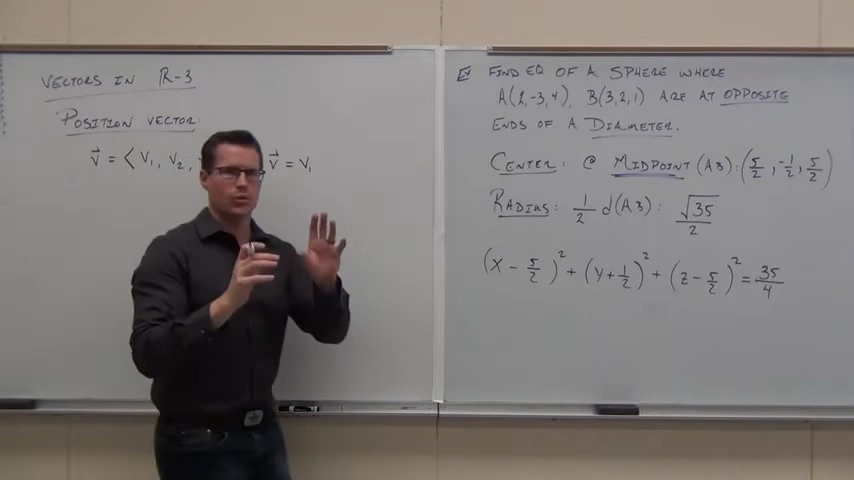 VECTORS IN R-3
POSITION VECTOR:
v⃗ = < V₁, V₂,
v⃗ = V₁
EX FIND EQ OF A SPHERE WHERE
A(2,-3,4), B(3,2,1) ARE AT OPPOSITE
ENDS OF A DIAMETER.
CENTER: @ MIDPOINT (AB): (5/2, -1/2, 5/2)
RADIUS: 1/2 d(AB): √35/2
(X - 5/2)² + (Y + 1/2)² + (Z - 5/2)² = 35/4